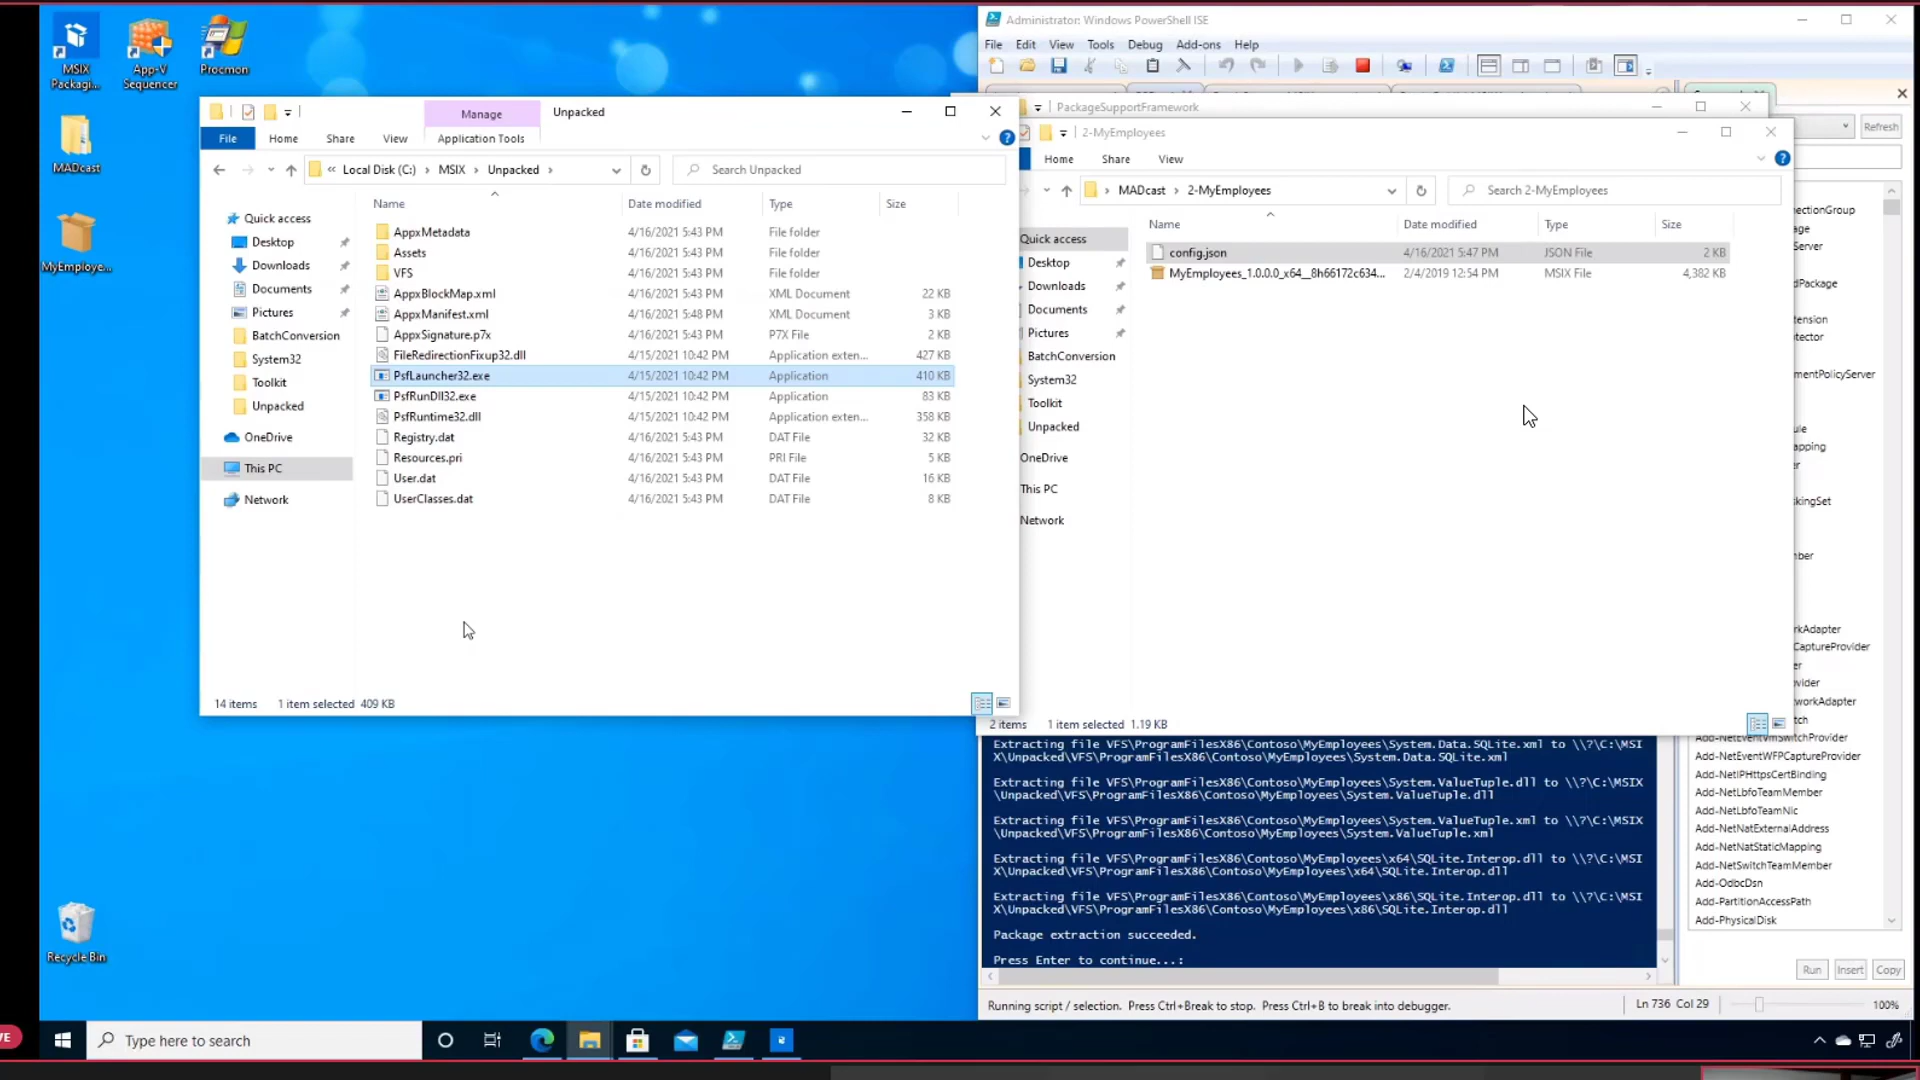 MSIX
Packagi...
App-V
Sequencer
Procmon
MADcast
MyEmploye...
Recycle Bin
Manage
Unpacked
File
Home
Share
View
Application Tools
« Local Disk (C:) › MSIX › Unpacked ›
Search Unpacked
Name
Date modified
Type
Size
Quick access
Desktop
Downloads
Documents
Pictures
BatchConversion
System32
Toolkit
Unpacked
OneDrive
This PC
Network
AppxMetadata 4/16/2021 5:43 PM File folder
Assets 4/16/2021 5:43 PM File folder
VFS 4/16/2021 5:43 PM File folder
AppxBlockMap.xml 4/16/2021 5:43 PM XML Document 22 KB
AppxManifest.xml 4/16/2021 5:48 PM XML Document 3 KB
AppxSignature.p7x 4/16/2021 5:43 PM P7X File 2 KB
FileRedirectionFixup32.dll 4/15/2021 10:42 PM Application exten... 427 KB
PsfLauncher32.exe 4/15/2021 10:42 PM Application 410 KB
PsfRunDll32.exe 4/15/2021 10:42 PM Application 83 KB
PsfRuntime32.dll 4/15/2021 10:42 PM Application exten... 358 KB
Registry.dat 4/16/2021 5:43 PM DAT File 32 KB
Resources.pri 4/16/2021 5:43 PM PRI File 5 KB
User.dat 4/16/2021 5:43 PM DAT File 16 KB
UserClasses.dat 4/16/2021 5:43 PM DAT File 8 KB
14 items 1 item selected 409 KB
Administrator: Windows PowerShell ISE
File Edit View Tools Debug Add-ons Help
PackageSupportFramework
2-MyEmployees
Home Share View
› MADcast › 2-MyEmployees
Search 2-MyEmployees
Refresh
Name Date modified Type Size
Quick access
Desktop
Downloads
Documents
Pictures
BatchConversion
System32
Toolkit
Unpacked
OneDrive
This PC
Network
config.json 4/16/2021 5:47 PM JSON File 2 KB
MyEmployees_1.0.0.0_x64__8h66172c634... 2/4/2019 12:54 PM MSIX File 4,382 KB
2 items 1 item selected 1.19 KB
nectionGroup
age
Server
dPackage
tension
otector
mentPolicyServer
ule
apping
er
kingSet
mber
rkAdapter
CaptureProvider
er
vider
workAdapter
tch
Add-NetEventVmSwitchProvider
Add-NetEventWFPCaptureProvider
Add-NetIPHttpsCertBinding
Add-NetLbfoTeamMember
Add-NetLbfoTeamNic
Add-NetNatExternalAddress
Add-NetNatStaticMapping
Add-NetSwitchTeamMember
Add-OdbcDsn
Add-PartitionAccessPath
Add-PhysicalDisk
Run Insert Copy
Extracting file VFS\ProgramFilesX86\Contoso\MyEmployees\System.Data.SQLite.xml to \\?\C:\MSI
X\Unpacked\VFS\ProgramFilesX86\Contoso\MyEmployees\System.Data.SQLite.xml
Extracting file VFS\ProgramFilesX86\Contoso\MyEmployees\System.ValueTuple.dll to \\?\C:\MSIX
\Unpacked\VFS\ProgramFilesX86\Contoso\MyEmployees\System.ValueTuple.dll
Extracting file VFS\ProgramFilesX86\Contoso\MyEmployees\System.ValueTuple.xml to \\?\C:\MSIX
\Unpacked\VFS\ProgramFilesX86\Contoso\MyEmployees\System.ValueTuple.xml
Extracting file VFS\ProgramFilesX86\Contoso\MyEmployees\x64\SQLite.Interop.dll to \\?\C:\MSI
X\Unpacked\VFS\ProgramFilesX86\Contoso\MyEmployees\x64\SQLite.Interop.dll
Extracting file VFS\ProgramFilesX86\Contoso\MyEmployees\x86\SQLite.Interop.dll to \\?\C:\MSI
X\Unpacked\VFS\ProgramFilesX86\Contoso\MyEmployees\x86\SQLite.Interop.dll
Package extraction succeeded.
Press Enter to continue...:
Running script / selection. Press Ctrl+Break to stop. Press Ctrl+B to break into debugger.
Ln 736 Col 29
100%
VE
Type here to search